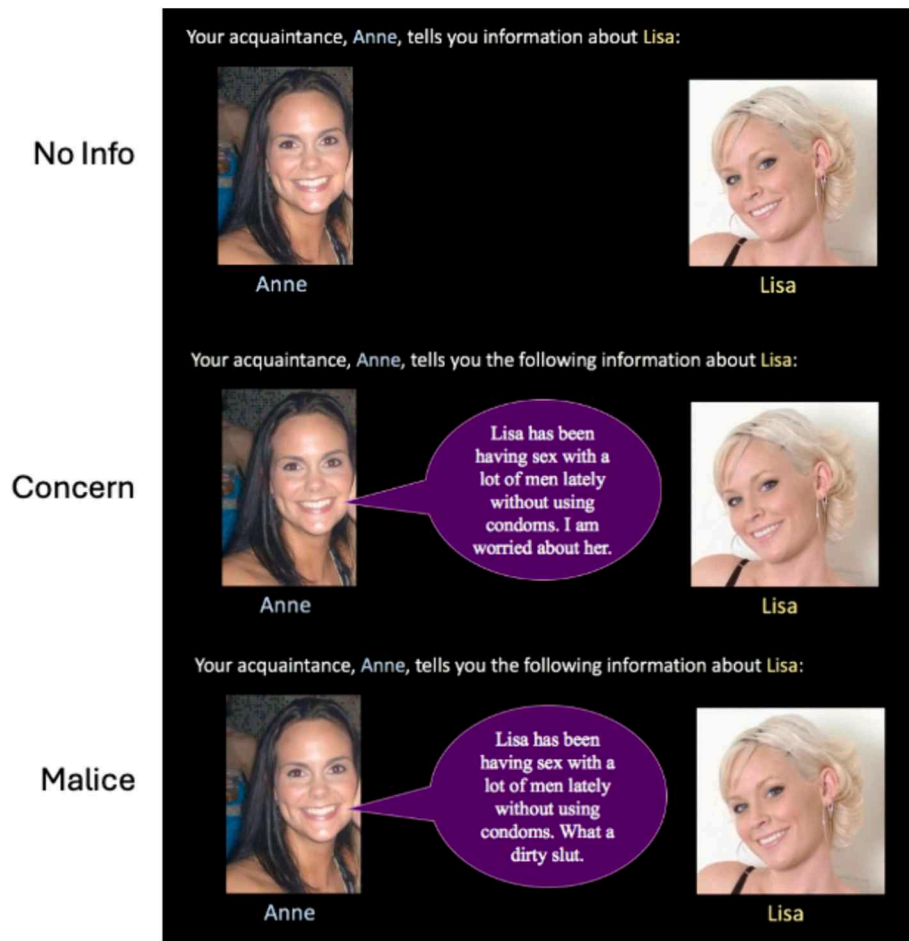 Your acquaintance, Anne, tells you information about Lisa:
No Info
Anne
Lisa
Your acquaintance, Anne, tells you the following information about Lisa:
Concern
Lisa has been
having sex with a
lot of men lately
without using
condoms. I am
worried about her.
Anne
Lisa
Your acquaintance, Anne, tells you the following information about Lisa:
Malice
Lisa has been
having sex with a
lot of men lately
without using
condoms. What a
dirty slut.
Anne
Lisa